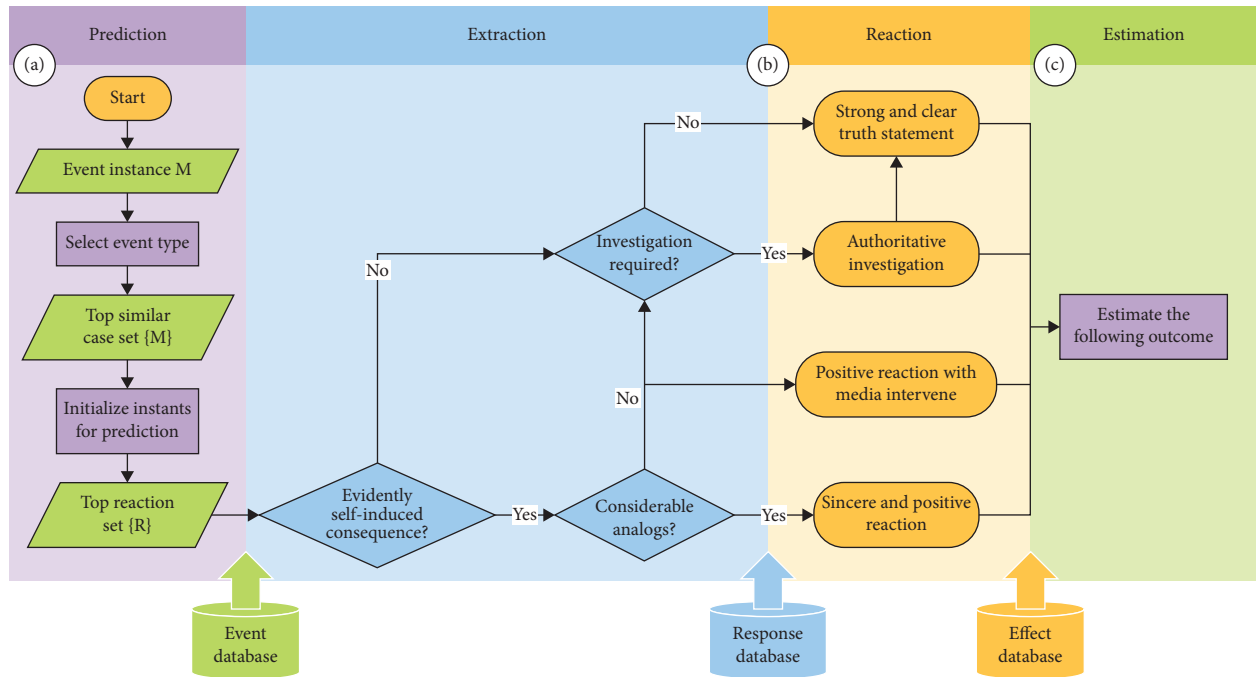 Prediction
Extraction
Reaction
Estimation
(a)
(b)
(c)
Start
Event instance M
Select event type
Top similar
case set {M}
Initialize instants
for prediction
Top reaction
set {R}
Evidently
self-induced
consequence?
No
Yes
Considerable
analogs?
No
Yes
Investigation
required?
No
Yes
Strong and clear
truth statement
Authoritative
investigation
Positive reaction with
media intervene
Sincere and positive
reaction
Estimate the
following outcome
Event
database
Response
database
Effect
database